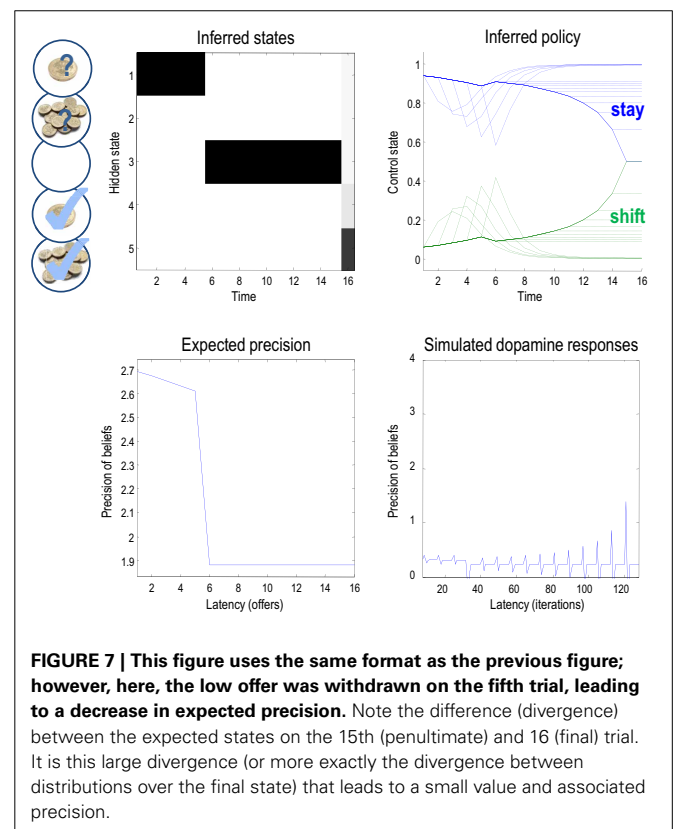 Inferred states
?
?
1
2
3
4
5
Hidden state
2 4 6 8 10 12 14 16
Time
Inferred policy
1
0.8
0.6
0.4
0.2
0
Control state
stay
shift
2 4 6 8 10 12 14 16
Time
Expected precision
2.7
2.6
2.5
2.4
2.3
2.2
2.1
2
1.9
Precision of beliefs
2 4 6 8 10 12 14 16
Latency (offers)
Simulated dopamine responses
4
3
2
1
0
Precision of beliefs
20 40 60 80 100 120
Latency (iterations)
FIGURE 7 | This figure uses the same format as the previous figure;
however, here, the low offer was withdrawn on the fifth trial, leading
to a decrease in expected precision. Note the difference (divergence)
between the expected states on the 15th (penultimate) and 16 (final) trial.
It is this large divergence (or more exactly the divergence between
distributions over the final state) that leads to a small value and associated
precision.